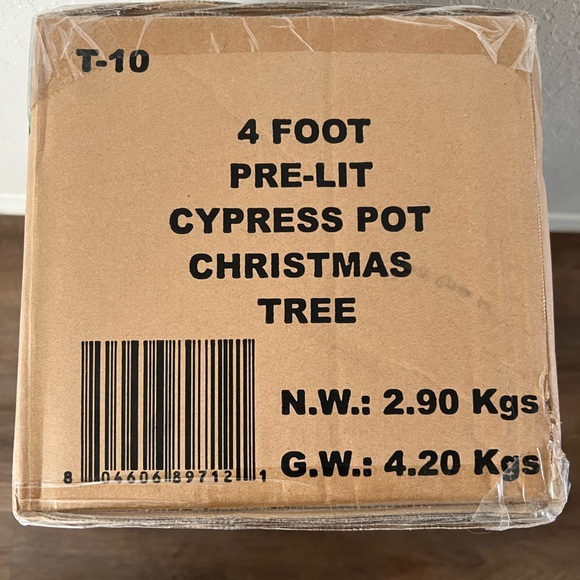 T-10
4 FOOT
PRE-LIT
CYPRESS POT
CHRISTMAS
TREE
N.W.: 2.90 Kgs
G.W.: 4.20 Kgs
8 04606 89712 1